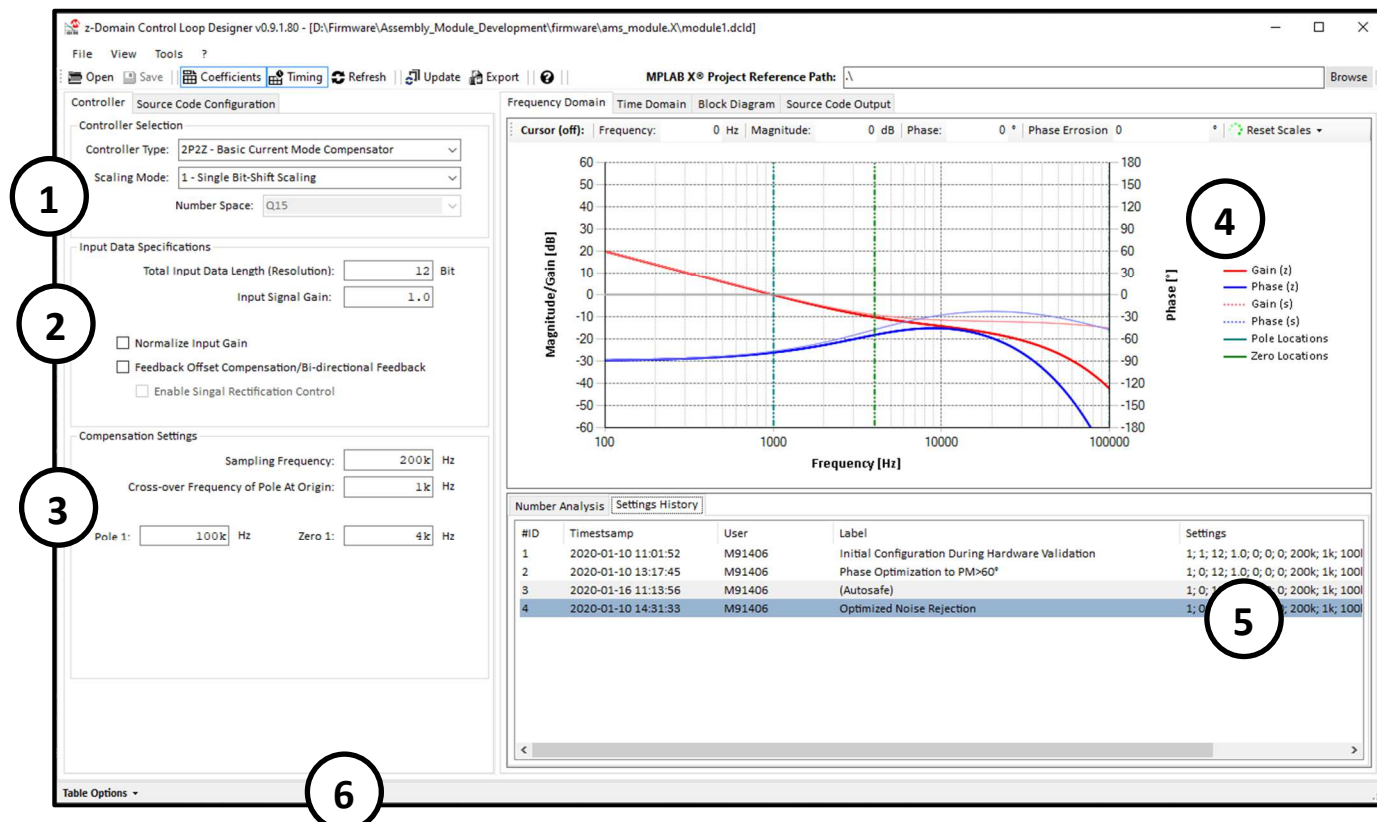 z-Domain Control Loop Designer v0.9.1.80 - [D:\Firmware\Assembly_Module_Development\firmware\ams_module.X\module1.dcld]
File View Tools ?
Open Save Coefficients Timing Refresh Update Export MPLAB X® Project Reference Path: .\ Browse
Controller Source Code Configuration
Controller Selection
Controller Type: 2P2Z - Basic Current Mode Compensator
Scaling Mode: 1 - Single Bit-Shift Scaling
Number Space: Q15
1
Input Data Specifications
Total Input Data Length (Resolution): 12 Bit
Input Signal Gain: 1.0
2
Normalize Input Gain
Feedback Offset Compensation/Bi-directional Feedback
Enable Singal Rectification Control
Compensation Settings
Sampling Frequency: 200k Hz
Cross-over Frequency of Pole At Origin: 1k Hz
3
Pole 1: 100k Hz Zero 1: 4k Hz
Frequency Domain Time Domain Block Diagram Source Code Output
Cursor (off): Frequency: 0 Hz Magnitude: 0 dB Phase: 0 ° Phase Errosion 0 ° Reset Scales
Magnitude/Gain [dB]
60
50
40
30
20
10
0
-10
-20
-30
-40
-50
-60
100 1000 10000 100000
Frequency [Hz]
180
150
120
90
60
30
0
-30
-60
-90
-120
-150
-180
Phase [°]
4
Gain (z)
Phase (z)
Gain (s)
Phase (s)
Pole Locations
Zero Locations
Number Analysis Settings History
#ID Timestsamp User Label Settings
1 2020-01-10 11:01:52 M91406 Initial Configuration During Hardware Validation 1; 1; 12; 1.0; 0; 0; 0; 200k; 1k; 100
2 2020-01-10 13:17:45 M91406 Phase Optimization to PM>60° 1; 0; 12; 1.0; 0; 0; 0; 200k; 1k; 100
3 2020-01-16 11:13:56 M91406 (Autosafe) 1; 0; 0; 200k; 1k; 100
4 2020-01-10 14:31:33 M91406 Optimized Noise Rejection 1; 0; 200k; 1k; 100
5
Table Options
6